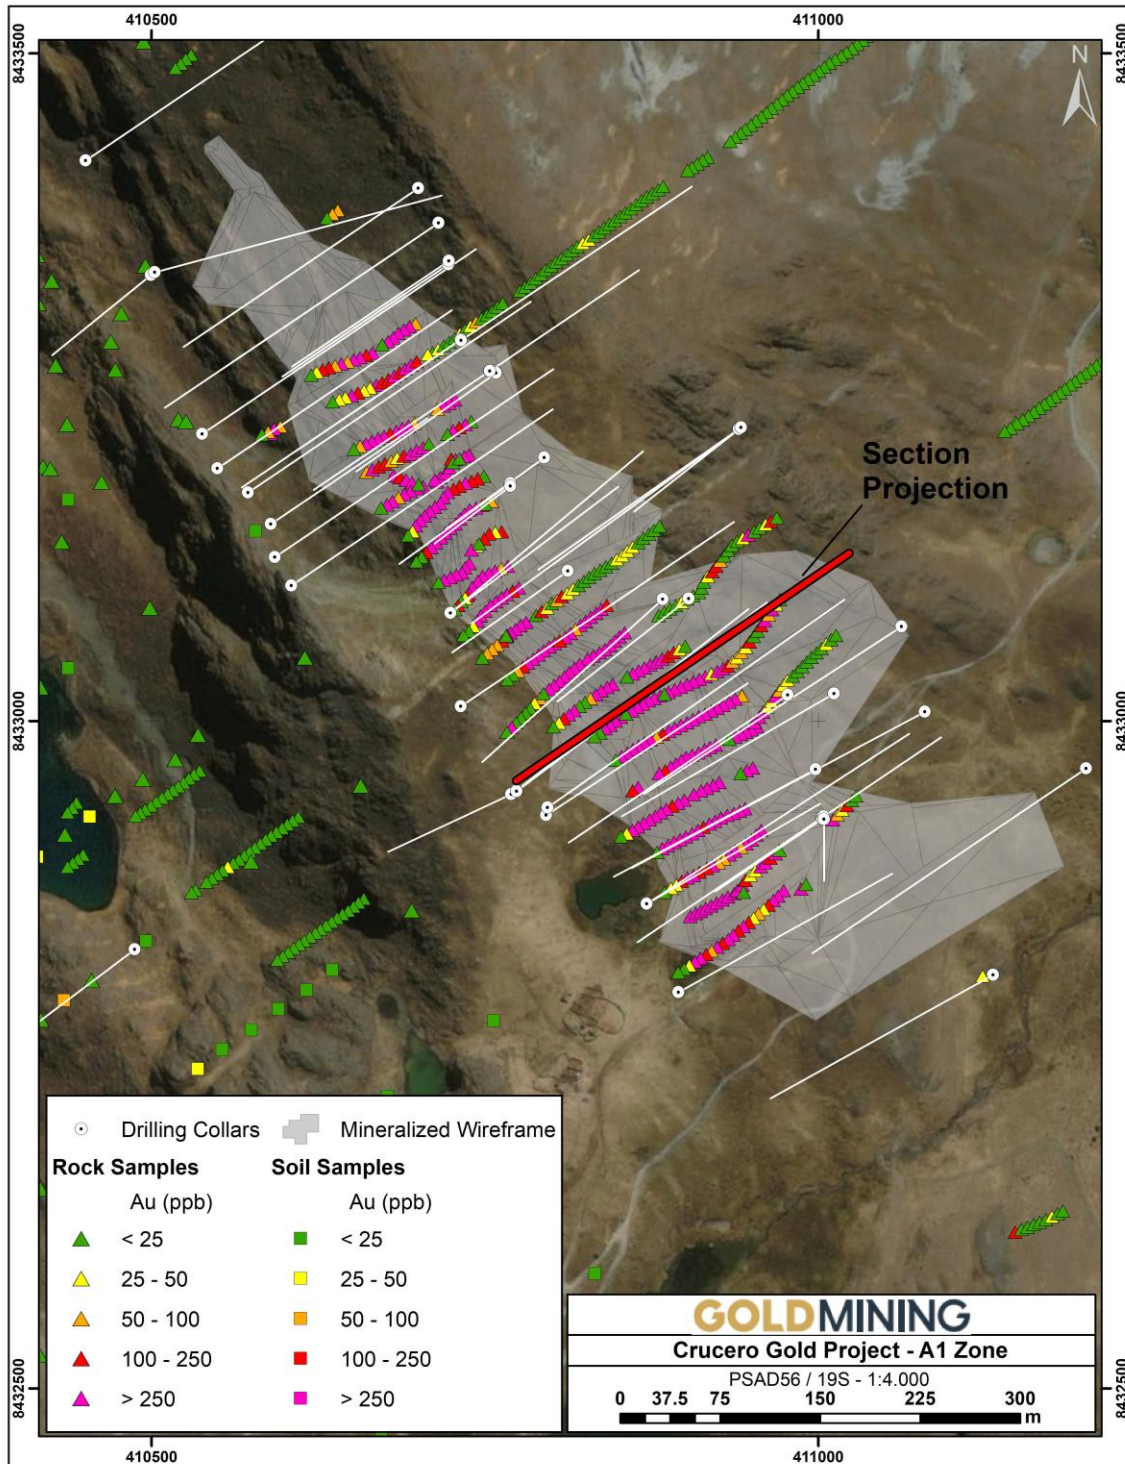 410500
411000
8433500
8433500
N
Section
Projection
8433000
8433000
Drilling Collars
Mineralized Wireframe
Rock Samples
Soil Samples
Au (ppb)
Au (ppb)
< 25
< 25
25 - 50
25 - 50
50 - 100
50 - 100
100 - 250
100 - 250
> 250
> 250
GOLDMINING
Crucero Gold Project - A1 Zone
PSAD56 / 19S - 1:4.000
0 37.5 75 150 225 300
m
8432500
8432500
410500
411000